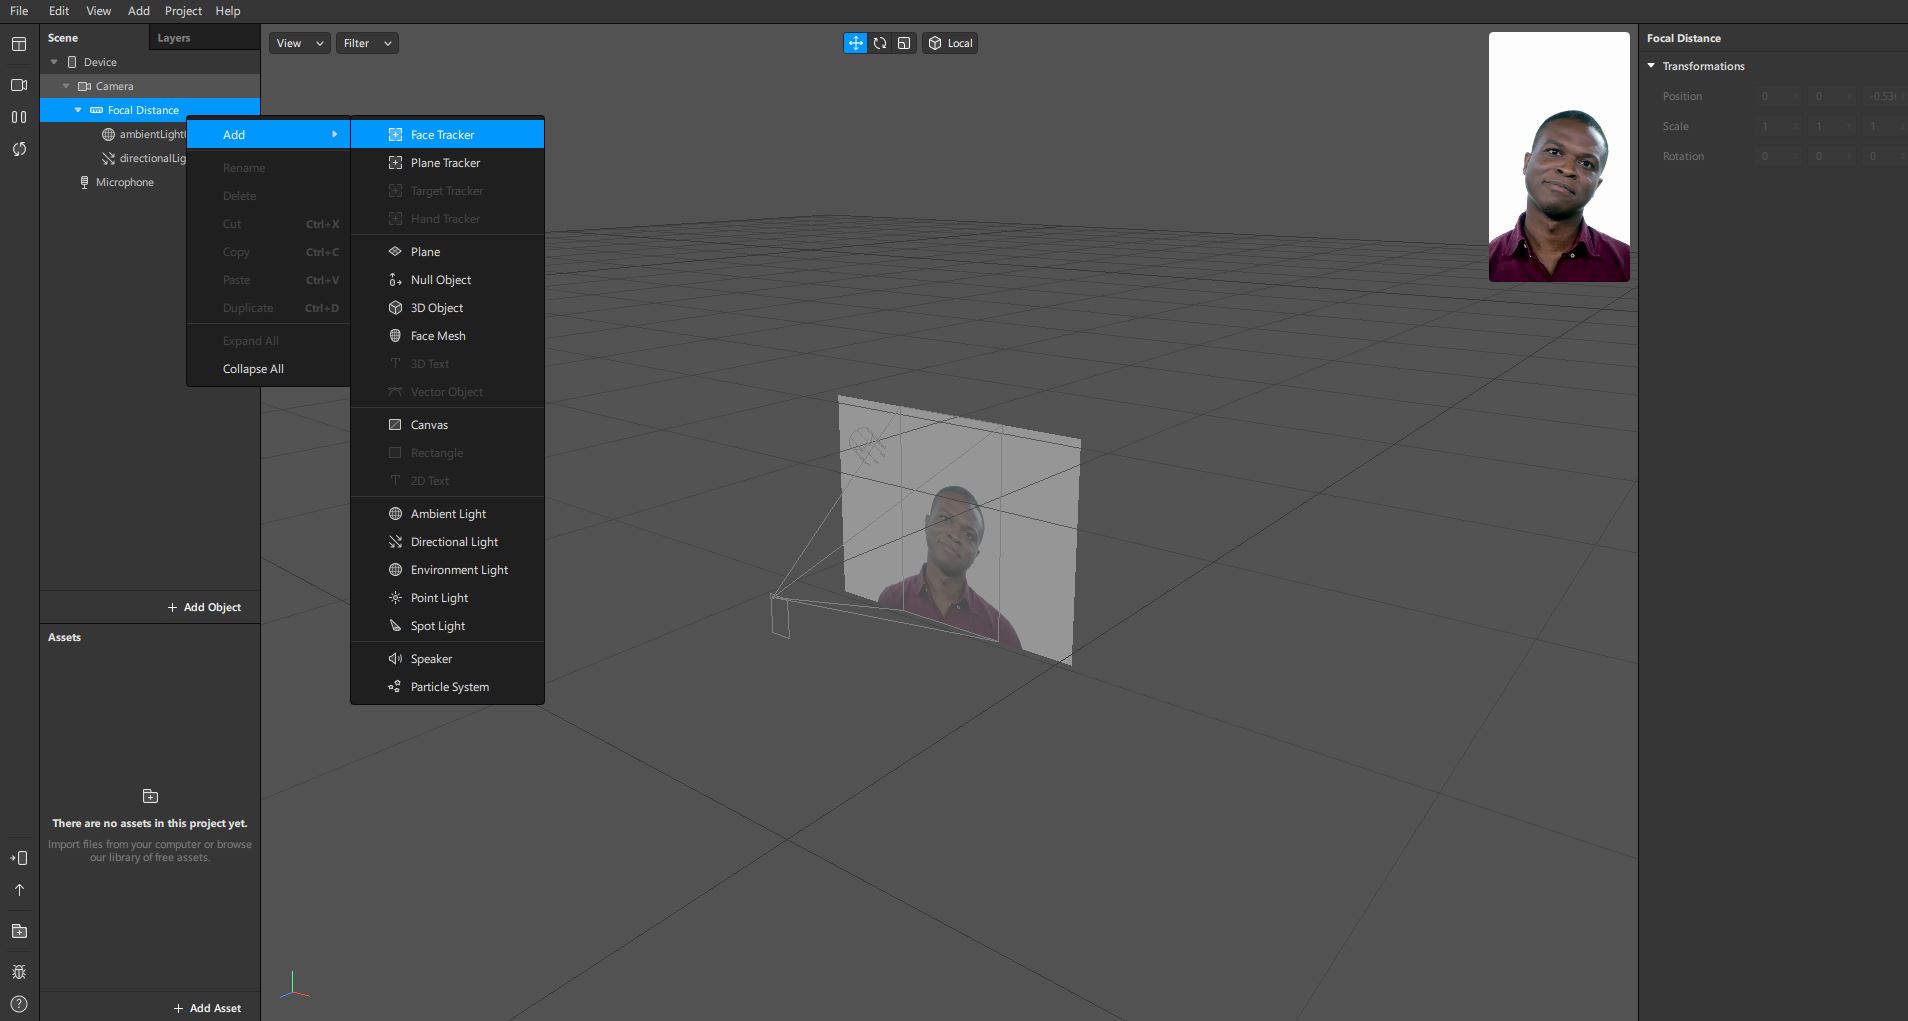 File Edit View Add Project Help
Scene Layers
Device
Camera
Focal Distance
ambientLight
directionalLig
Microphone
Add
Rename
Delete
Cut Ctrl+X
Copy Ctrl+C
Paste Ctrl+V
Duplicate Ctrl+D
Expand All
Collapse All
Face Tracker
Plane Tracker
Target Tracker
Hand Tracker
Plane
Null Object
3D Object
Face Mesh
3D Text
Vector Object
Canvas
Rectangle
2D Text
Ambient Light
Directional Light
Environment Light
Point Light
Spot Light
Speaker
Particle System
+ Add Object
Assets
There are no assets in this project yet.
Import files from your computer or browse
our library of free assets.
+ Add Asset
View Filter
Local
Focal Distance
Transformations
Position 0 0 -0.53
Scale 1 1 1
Rotation 0 0 0